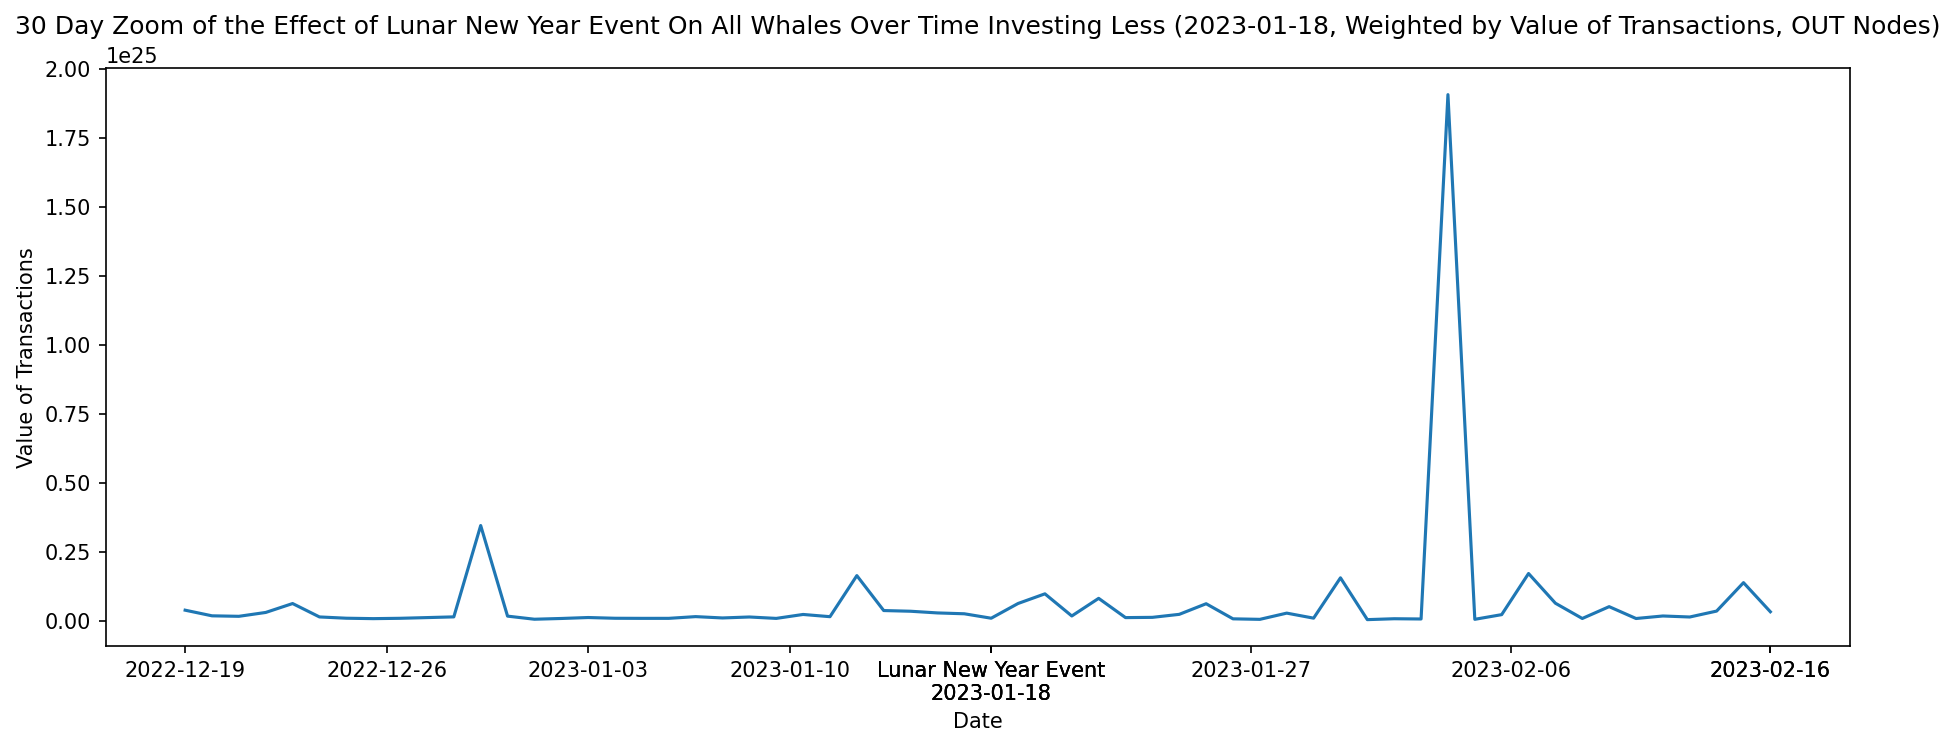 30 Day Zoom of the Effect of Lunar New Year Event On All Whales Over Time Investing Less (2023-01-18, Weighted by Value of Transactions, OUT Nodes)
1e25
2.00
1.75
1.50
1.25
1.00
0.75
0.50
0.25
0.00
Value of Transactions
2022-12-19 2022-12-26 2023-01-03 2023-01-10 Lunar New Year Event 2023-01-27 2023-02-06 2023-02-16
2023-01-18
Date